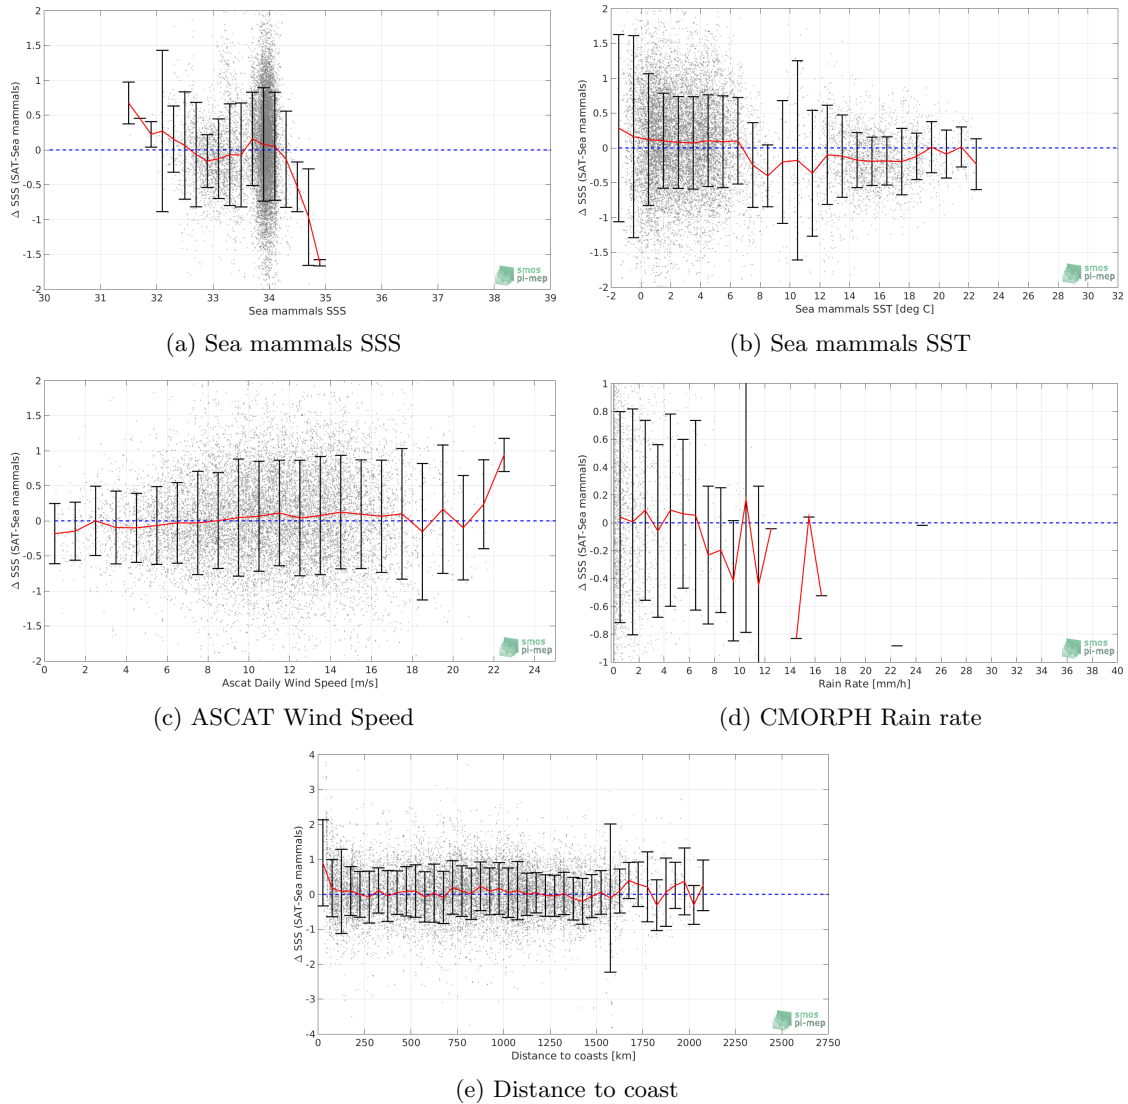 2
1.5
1
0.5
0
-0.5
-1
-1.5
-2
Δ SSS (SAT-Sea mammals)
30 31 32 33 34 35 36 37 38 39
Sea mammals SSS
smos
pi-mep
(a) Sea mammals SSS
2
1.5
1
0.5
0
-0.5
-1
-1.5
-2
Δ SSS (SAT-Sea mammals)
-2 0 2 4 6 8 10 12 14 16 18 20 22 24 26 28 30 32
Sea mammals SST [deg C]
smos
pi-mep
(b) Sea mammals SST
2
1.5
1
0.5
0
-0.5
-1
-1.5
-2
Δ SSS (SAT-Sea mammals)
0 2 4 6 8 10 12 14 16 18 20 22 24
Ascat Daily Wind Speed [m/s]
smos
pi-mep
(c) ASCAT Wind Speed
1
0.8
0.6
0.4
0.2
0
-0.2
-0.4
-0.6
-0.8
-1
Δ SSS (SAT-Sea mammals)
0 2 4 6 8 10 12 14 16 18 20 22 24 26 28 30 32 34 36 38 40
Rain Rate [mm/h]
smos
pi-mep
(d) CMORPH Rain rate
4
3
2
1
0
-1
-2
-3
-4
Δ SSS (SAT-Sea mammals)
0 250 500 750 1000 1250 1500 1750 2000 2250 2500 2750
Distance to coasts [km]
smos
pi-mep
(e) Distance to coast